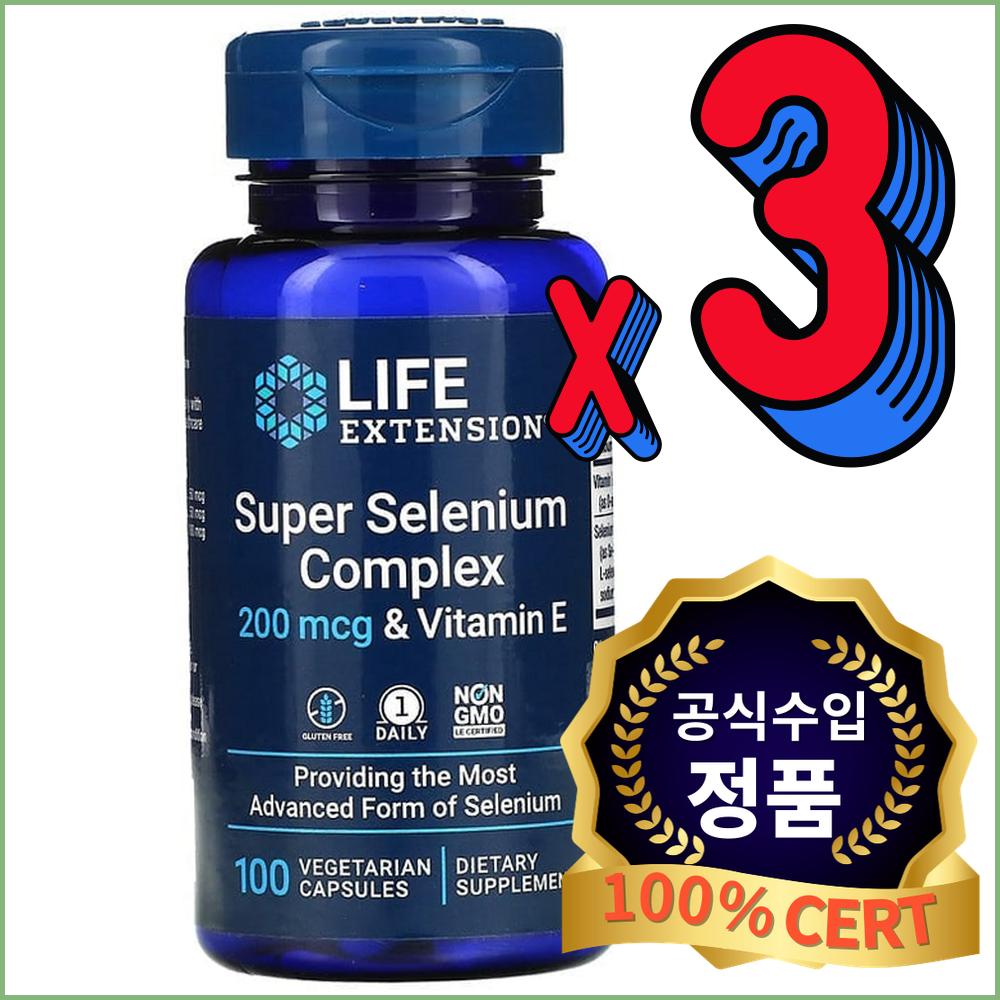 x 3
LIFE
EXTENSION
Super Selenium
Complex
200 mcg & Vitamin E
GLUTEN FREE
1
DAILY
NON
GMO
LE CERTIFIED
Providing the Most
Advanced Form of Selenium
100 VEGETARIAN
CAPSULES
DIETARY
공식수입
정품
100% CERT